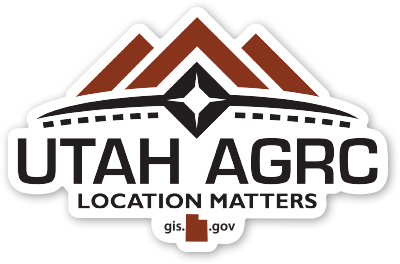 UTAH AGRC
LOCATION MATTERS
gis. .gov